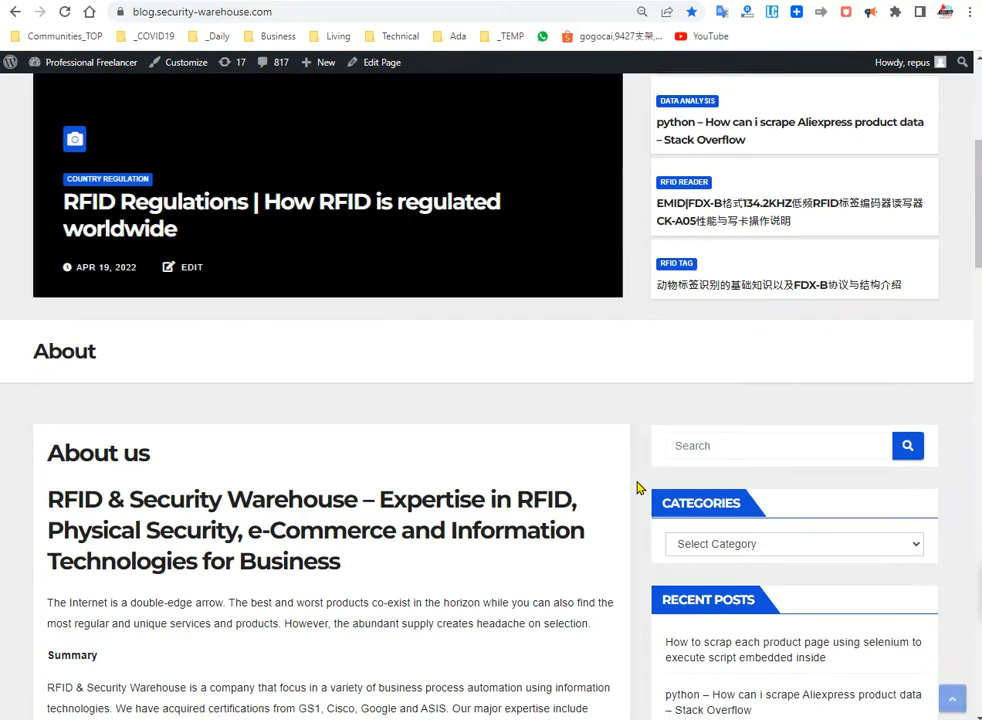 blog.security-warehouse.com
Communities_TOP
_COVID19
_Daily
Business
Living
Technical
Ada
_TEMP
gogocai,9427支架,...
YouTube
Professional Freelancer
Customize
17
817
New
Edit Page
Howdy, repus
COUNTRY REGULATION
RFID Regulations | How RFID is regulated
worldwide
APR 19, 2022
EDIT
DATA ANALYSIS
python – How can i scrape Aliexpress product data
– Stack Overflow
RFID READER
EMID|FDX-B格式134.2KHZ低频RFID标签编码器读写器
CK-A05性能与写卡操作说明
RFID TAG
动物标签识别的基础知识以及FDX-B协议与结构介绍
About
About us
RFID & Security Warehouse – Expertise in RFID,
Physical Security, e-Commerce and Information
Technologies for Business
The Internet is a double-edge arrow. The best and worst products co-exist in the horizon while you can also find the
most regular and unique services and products. However, the abundant supply creates headache on selection.
Summary
RFID & Security Warehouse is a company that focus in a variety of business process automation using information
technologies. We have acquired certifications from GS1, Cisco, Google and ASIS. Our major expertise include
Search
CATEGORIES
Select Category
RECENT POSTS
How to scrap each product page using selenium to
execute script embedded inside
python – How can i scrape Aliexpress product data
– Stack Overflow